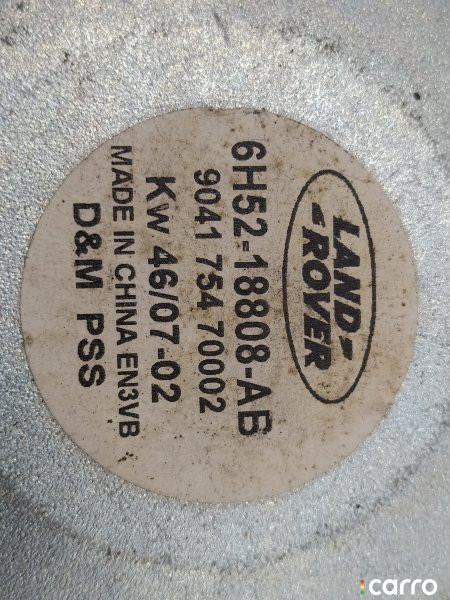 LAND-
-ROVER
6H52-18808-AB
9041 754 70002
Kw 46/07-02
MADE IN CHINA EN3VB
D&M PSS
carro